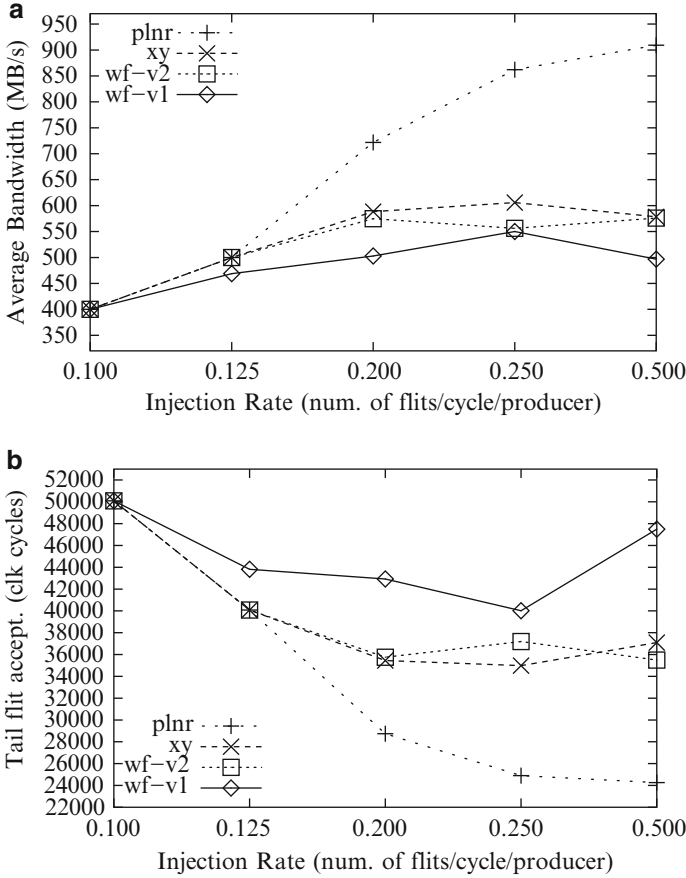 a
Average Bandwidth (MB/s)
950
900
850
800
750
700
650
600
550
500
450
400
350
plnr
xy
wf−v2
wf−v1
0.100 0.125 0.200 0.250 0.500
Injection Rate (num. of flits/cycle/producer)
b
Tail flit accept. (clk cycles)
52000
50000
48000
46000
44000
42000
40000
38000
36000
34000
32000
30000
28000
26000
24000
22000
plnr
xy
wf−v2
wf−v1
0.100 0.125 0.200 0.250 0.500
Injection Rate (num. of flits/cycle/producer)